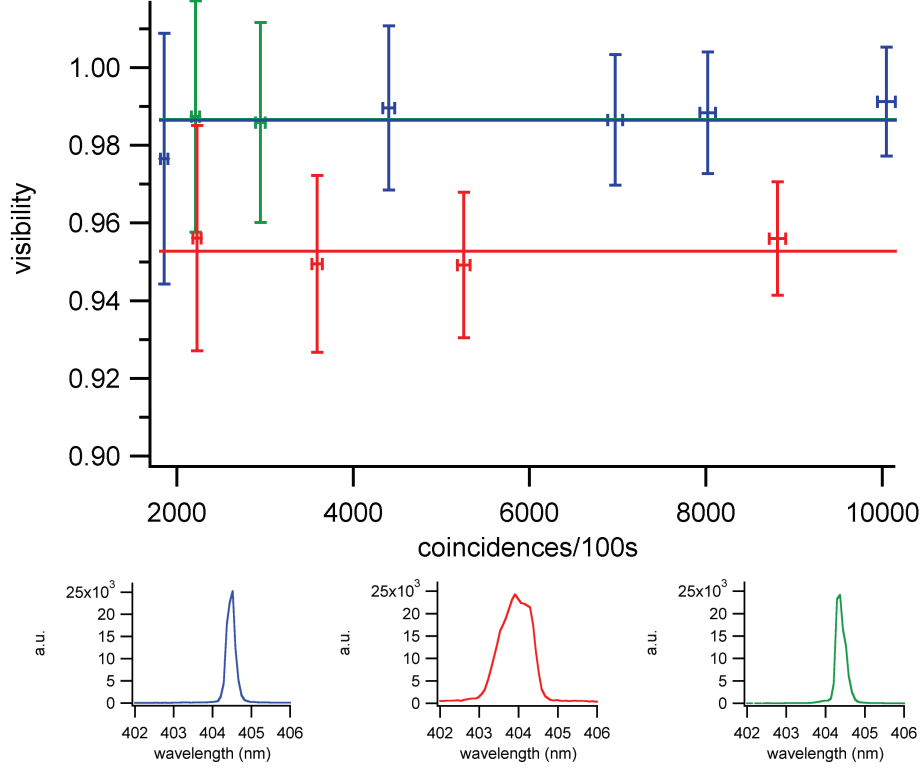 1.00
0.98
0.96
0.94
0.92
0.90
visibility
2000 4000 6000 8000 10000
coincidences/100s
25x10³
20
15
10
5
0
a.u.
402 403 404 405 406
wavelength (nm)
25x10³
20
15
10
5
0
a.u.
402 403 404 405 406
wavelength (nm)
25x10³
20
15
10
5
0
a.u.
402 403 404 405 406
wavelength (nm)